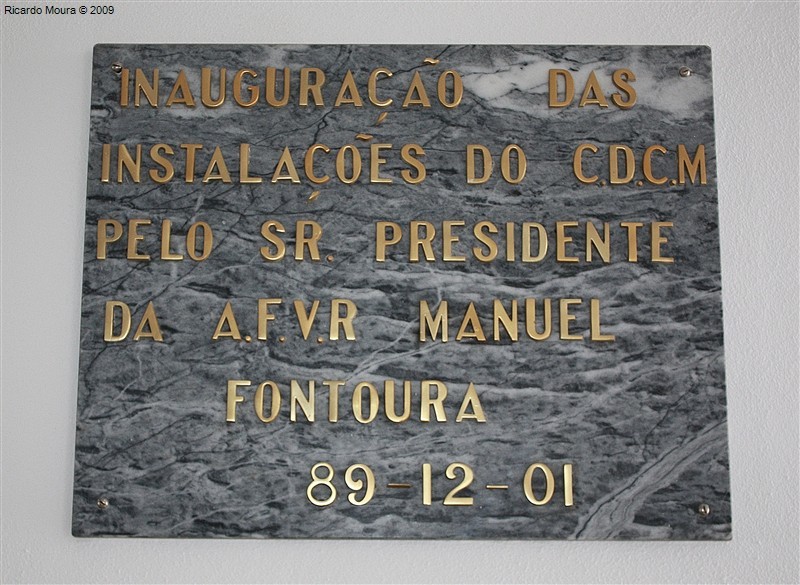 Ricardo Moura © 2009
INAUGURAÇÃO DAS
INSTALAÇÕES DO C.D.C.M
PELO SR. PRESIDENTE
DA A.F.V.R MANUEL
FONTOURA
89-12-01